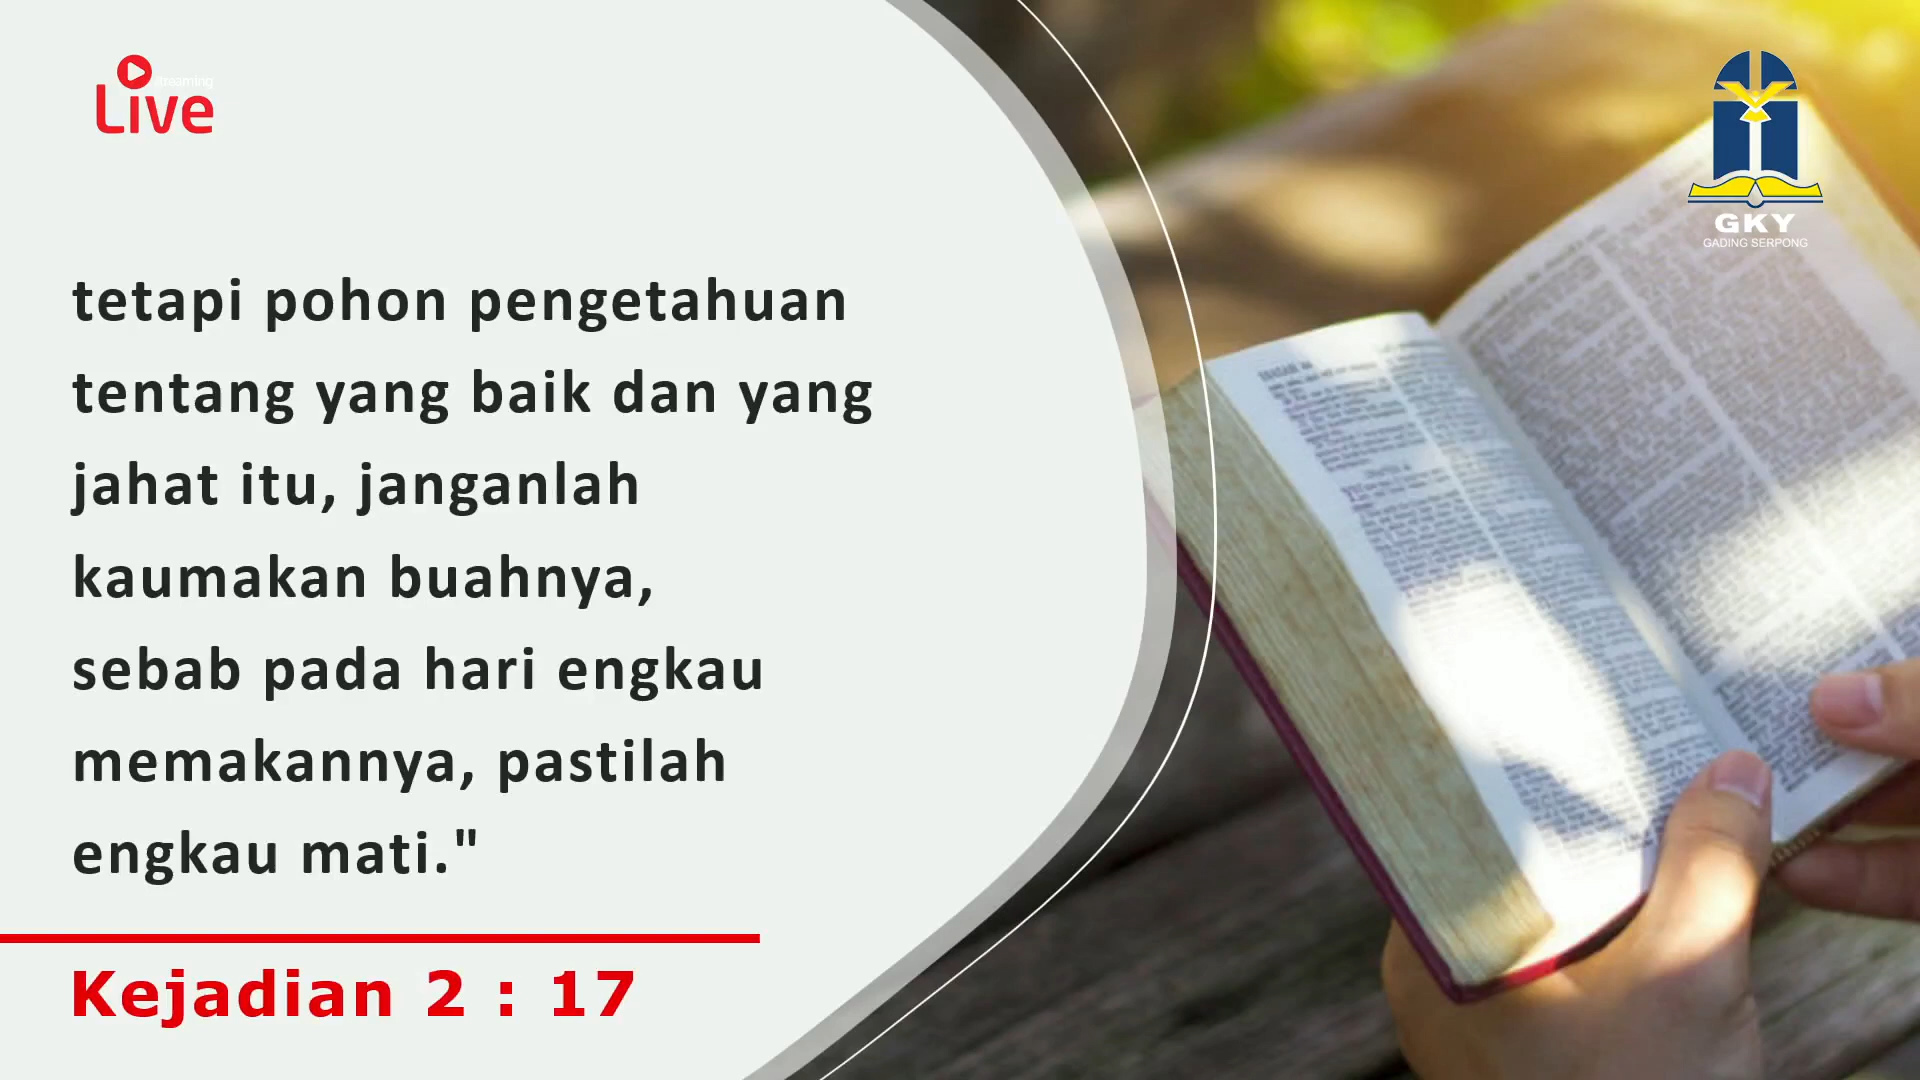 Streaming
Live
GKY
GADING SERPONG
tetapi pohon pengetahuan
tentang yang baik dan yang
jahat itu, janganlah
kaumakan buahnya,
sebab pada hari engkau
memakannya, pastilah
engkau mati."
Kejadian 2 : 17